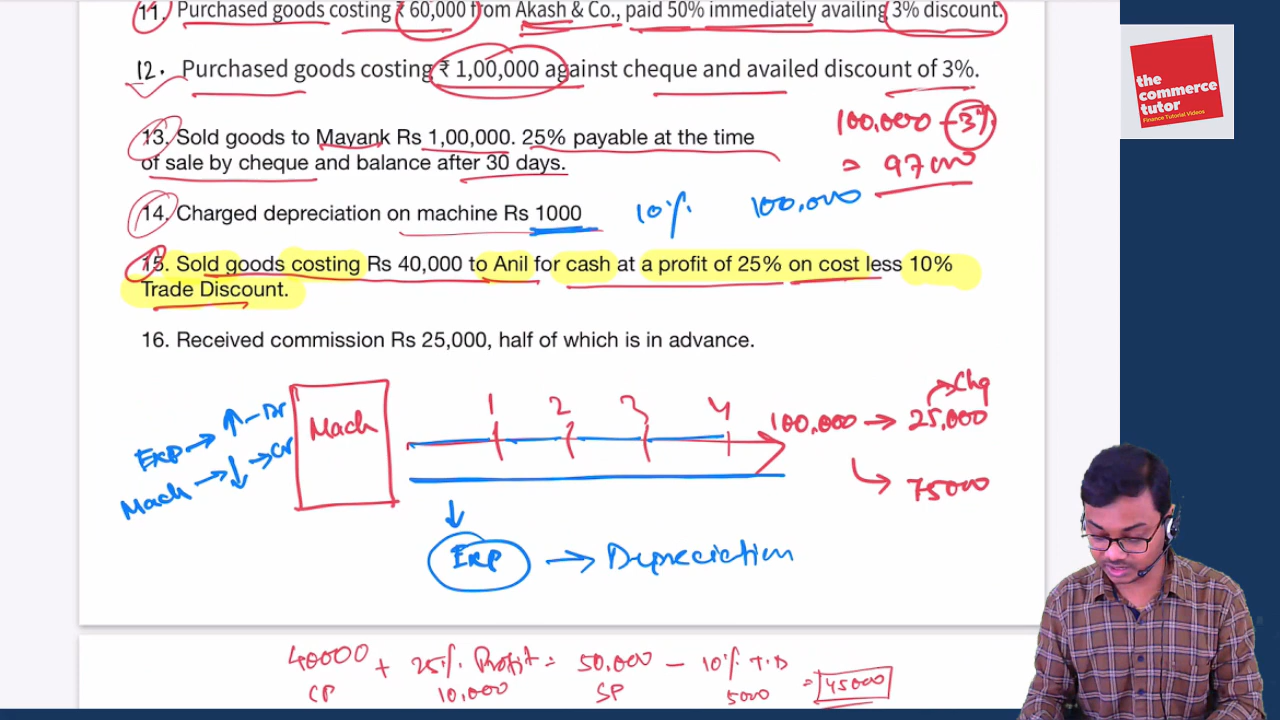 11. Purchased goods costing ₹ 60,000 from Akash & Co., paid 50% immediately availing 3% discount.
12. Purchased goods costing ₹ 1,00,000 against cheque and availed discount of 3%.
13. Sold goods to Mayank Rs 1,00,000. 25% payable at the time
of sale by cheque and balance after 30 days.
100,000 - 3%
= 97000
14. Charged depreciation on machine Rs 1000 10% 100,000
15. Sold goods costing Rs 40,000 to Anil for cash at a profit of 25% on cost less 10%
Trade Discount.
16. Received commission Rs 25,000, half of which is in advance.
Exp → ↑ - Dr
Mach → ↓ → Cr
Mach
1 2 3 4
Chg
100,000 → 25,000
75000
Exp → Depreciation
40000 + 25% Profit = 50,000 - 10% T.D = 45000
CP 10,000 SP 5000
the
commerce
tutor
Finance Tutorial Videos